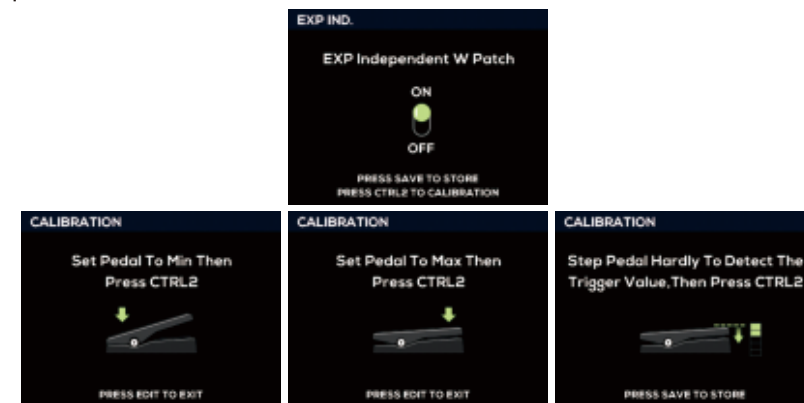 EXP IND.
EXP Independent W Patch
ON
OFF
PRESS SAVE TO STORE
PRESS CTRL2 TO CALIBRATION
CALIBRATION
Set Pedal To Min Then
Press CTRL2
PRESS EDIT TO EXIT
CALIBRATION
Set Pedal To Max Then
Press CTRL2
PRESS EDIT TO EXIT
CALIBRATION
Step Pedal Hardly To Detect The
Trigger Value,Then Press CTRL2
PRESS SAVE TO STORE